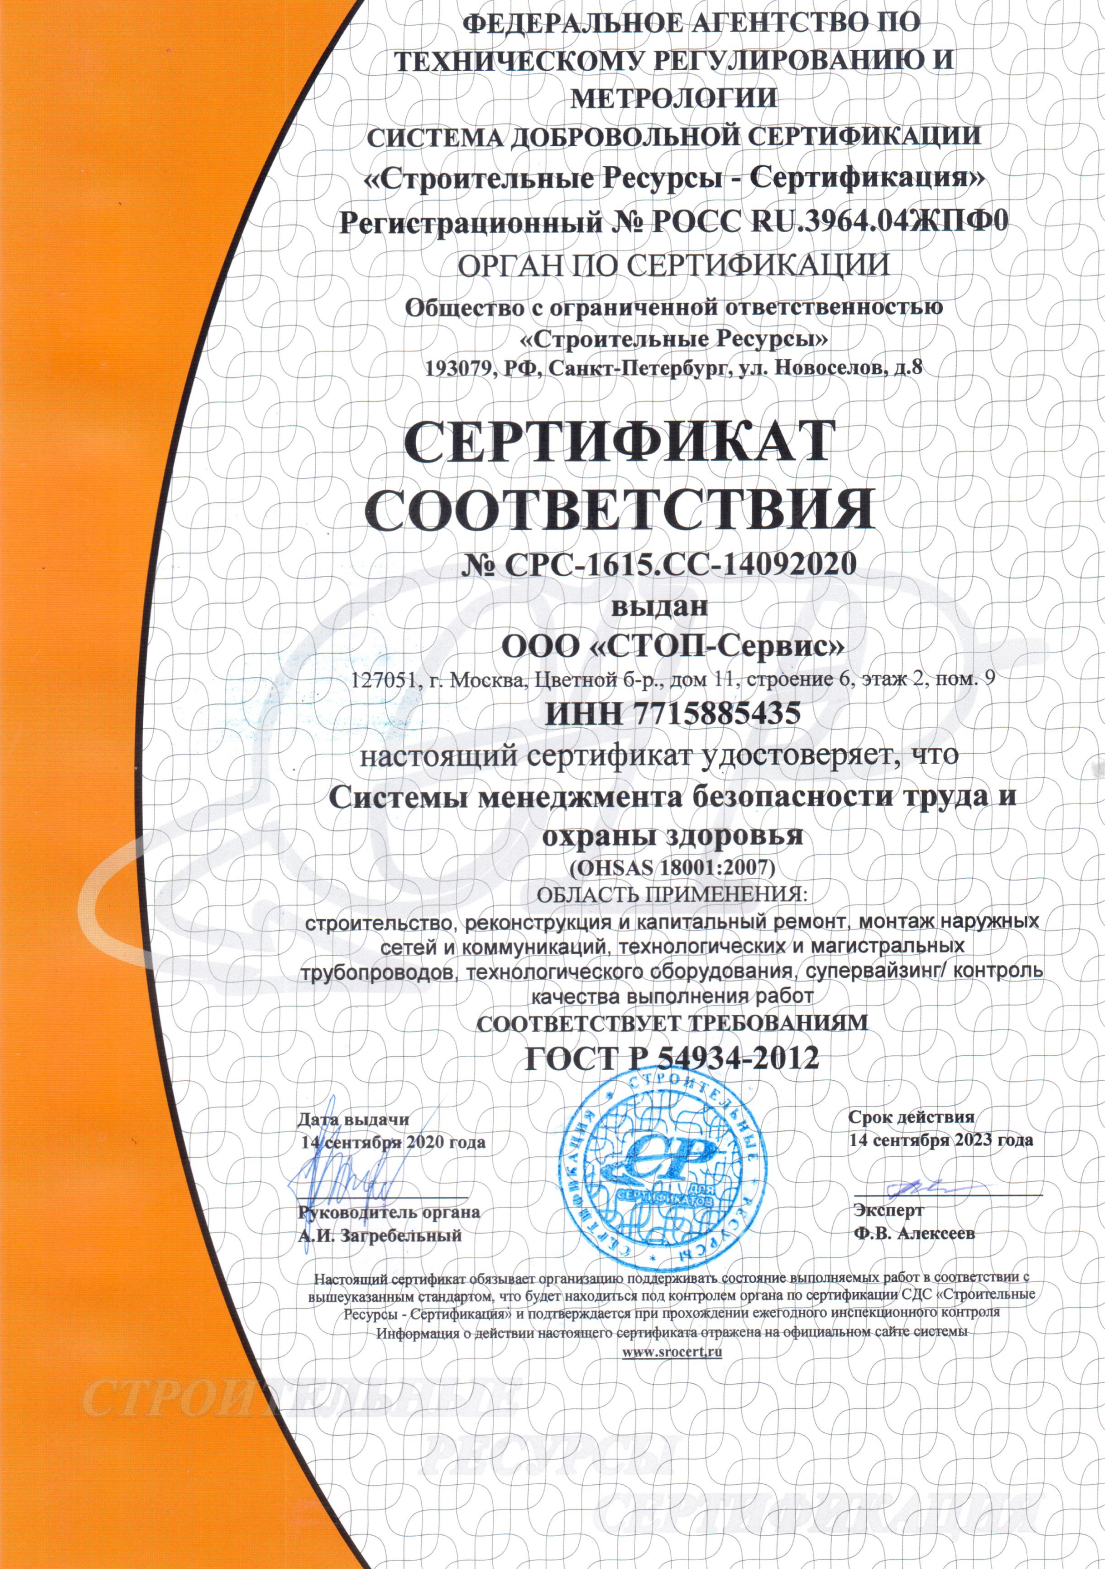 ФЕДЕРАЛЬНОЕ АГЕНТСТВО ПО
ТЕХНИЧЕСКОМУ РЕГУЛИРОВАНИЮ И
МЕТРОЛОГИИ
СИСТЕМА ДОБРОВОЛЬНОЙ СЕРТИФИКАЦИИ
«Строительные Ресурсы - Сертификация»
Регистрационный № РОСС RU.3964.04ЖПФ0
ОРГАН ПО СЕРТИФИКАЦИИ
Общество с ограниченной ответственностью
«Строительные Ресурсы»
193079, РФ, Санкт-Петербург, ул. Новоселов, д.8
СЕРТИФИКАТ
СООТВЕТСТВИЯ
№ СРС-1615.СС-14092020
выдан
ООО «СТОП-Сервис»
127051, г. Москва, Цветной б-р., дом 11, строение 6, этаж 2, пом. 9
ИНН 7715885435
настоящий сертификат удостоверяет, что
Системы менеджмента безопасности труда и
охраны здоровья
(OHSAS 18001:2007)
ОБЛАСТЬ ПРИМЕНЕНИЯ:
строительство, реконструкция и капитальный ремонт, монтаж наружных
сетей и коммуникаций, технологических и магистральных
трубопроводов, технологического оборудования, супервайзинг/ контроль
качества выполнения работ
СООТВЕТСТВУЕТ ТРЕБОВАНИЯМ
ГОСТ Р 54934-2012
Дата выдачи
14 сентября 2020 года
Срок действия
14 сентября 2023 года
СТРОИТЕЛЬНЫЕ * РЕСУРСЫ * СЕРТИФИКАЦИЯ *
СР
ДЛЯ
СЕРТИФИКАТОВ
Руководитель органа
А.И. Загребельный
Эксперт
Ф.В. Алексеев
Настоящий сертификат обязывает организацию поддерживать состояние выполняемых работ в соответствии с
вышеуказанным стандартом, что будет находиться под контролем органа по сертификации СДС «Строительные
Ресурсы - Сертификация» и подтверждается при прохождении ежегодного инспекционного контроля
Информация о действии настоящего сертификата отражена на официальном сайте системы
www.srocert.ru
СТРОИТЕЛЬНЫЕ
РЕСУРСЫ
СЕРТИФИКАЦИЯ